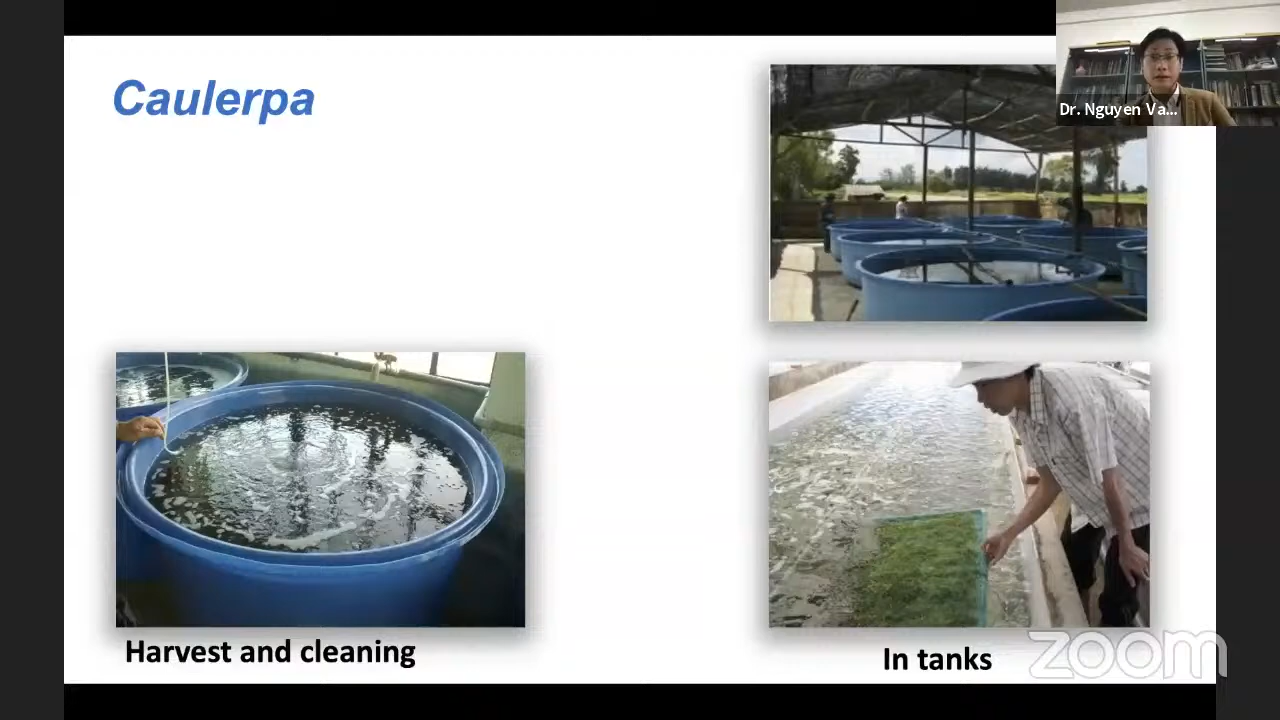 Caulerpa
Dr. Nguyen Va...
Harvest and cleaning
In tanks
zoom